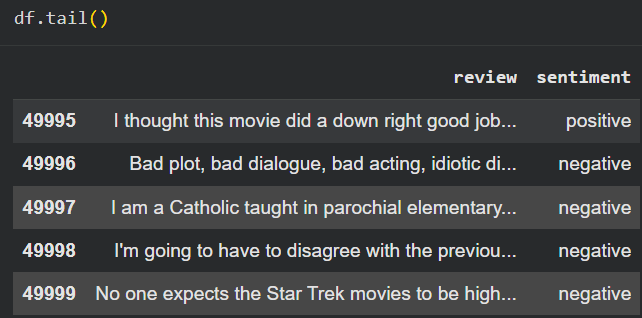 df.tail()
review sentiment
49995 I thought this movie did a down right good job... positive
49996 Bad plot, bad dialogue, bad acting, idiotic di... negative
49997 I am a Catholic taught in parochial elementary... negative
49998 I'm going to have to disagree with the previou... negative
49999 No one expects the Star Trek movies to be high... negative